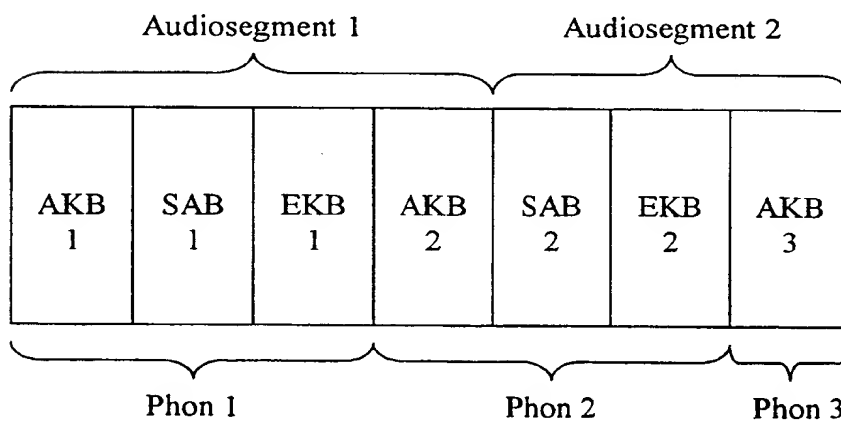 Audiosegment 1
Audiosegment 2
AKB
1
SAB
1
EKB
1
AKB
2
SAB
2
EKB
2
AKB
3
Phon 1
Phon 2
Phon 3